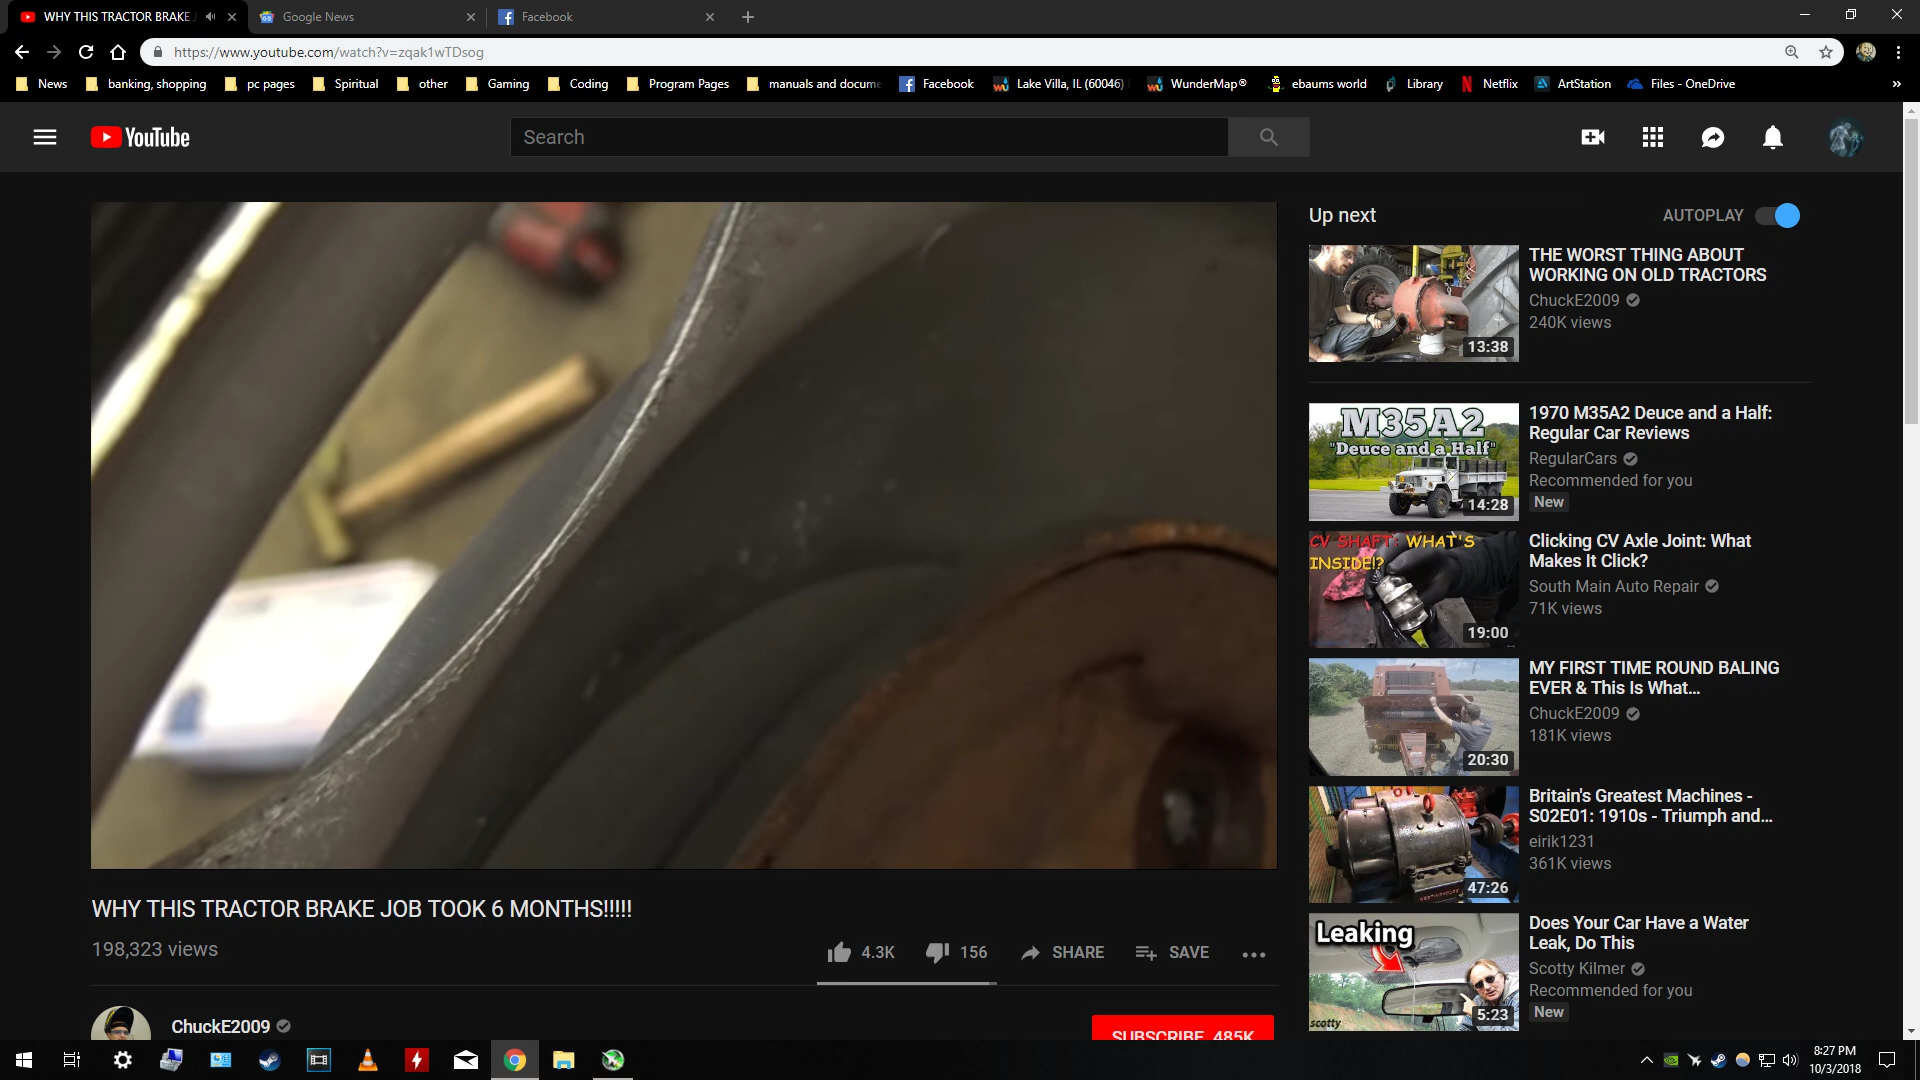 WHY THIS TRACTOR BRAKE
Google News
Facebook
https://www.youtube.com/watch?v=zqak1wTDsog
News
banking, shopping
pc pages
Spiritual
other
Gaming
Coding
Program Pages
manuals and docume
Facebook
Lake Villa, IL (60046)
WunderMap®
ebaums world
Library
Netflix
ArtStation
Files - OneDrive
»
YouTube
Search
Up next
AUTOPLAY
THE WORST THING ABOUT
WORKING ON OLD TRACTORS
ChuckE2009
240K views
13:38
M35A2
"Deuce and a Half"
14:28
1970 M35A2 Deuce and a Half:
Regular Car Reviews
RegularCars
Recommended for you
New
CV SHAFT: WHAT'S
INSIDE!?
19:00
Clicking CV Axle Joint: What
Makes It Click?
South Main Auto Repair
71K views
MY FIRST TIME ROUND BALING
EVER & This Is What...
ChuckE2009
181K views
20:30
Britain's Greatest Machines -
S02E01: 1910s - Triumph and...
eirik1231
361K views
47:26
Leaking
scotty
5:23
Does Your Car Have a Water
Leak, Do This
Scotty Kilmer
Recommended for you
New
WHY THIS TRACTOR BRAKE JOB TOOK 6 MONTHS!!!!!
198,323 views
4.3K
156
SHARE
SAVE
ChuckE2009
SUBSCRIBE 485K
8:27 PM
10/3/2018